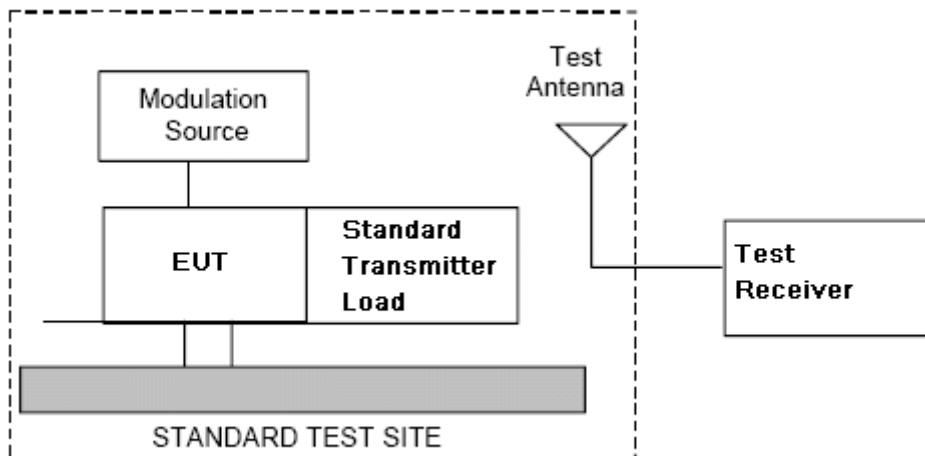 Test
Antenna
Modulation
Source
EUT
Standard
Transmitter
Load
Test
Receiver
STANDARD TEST SITE